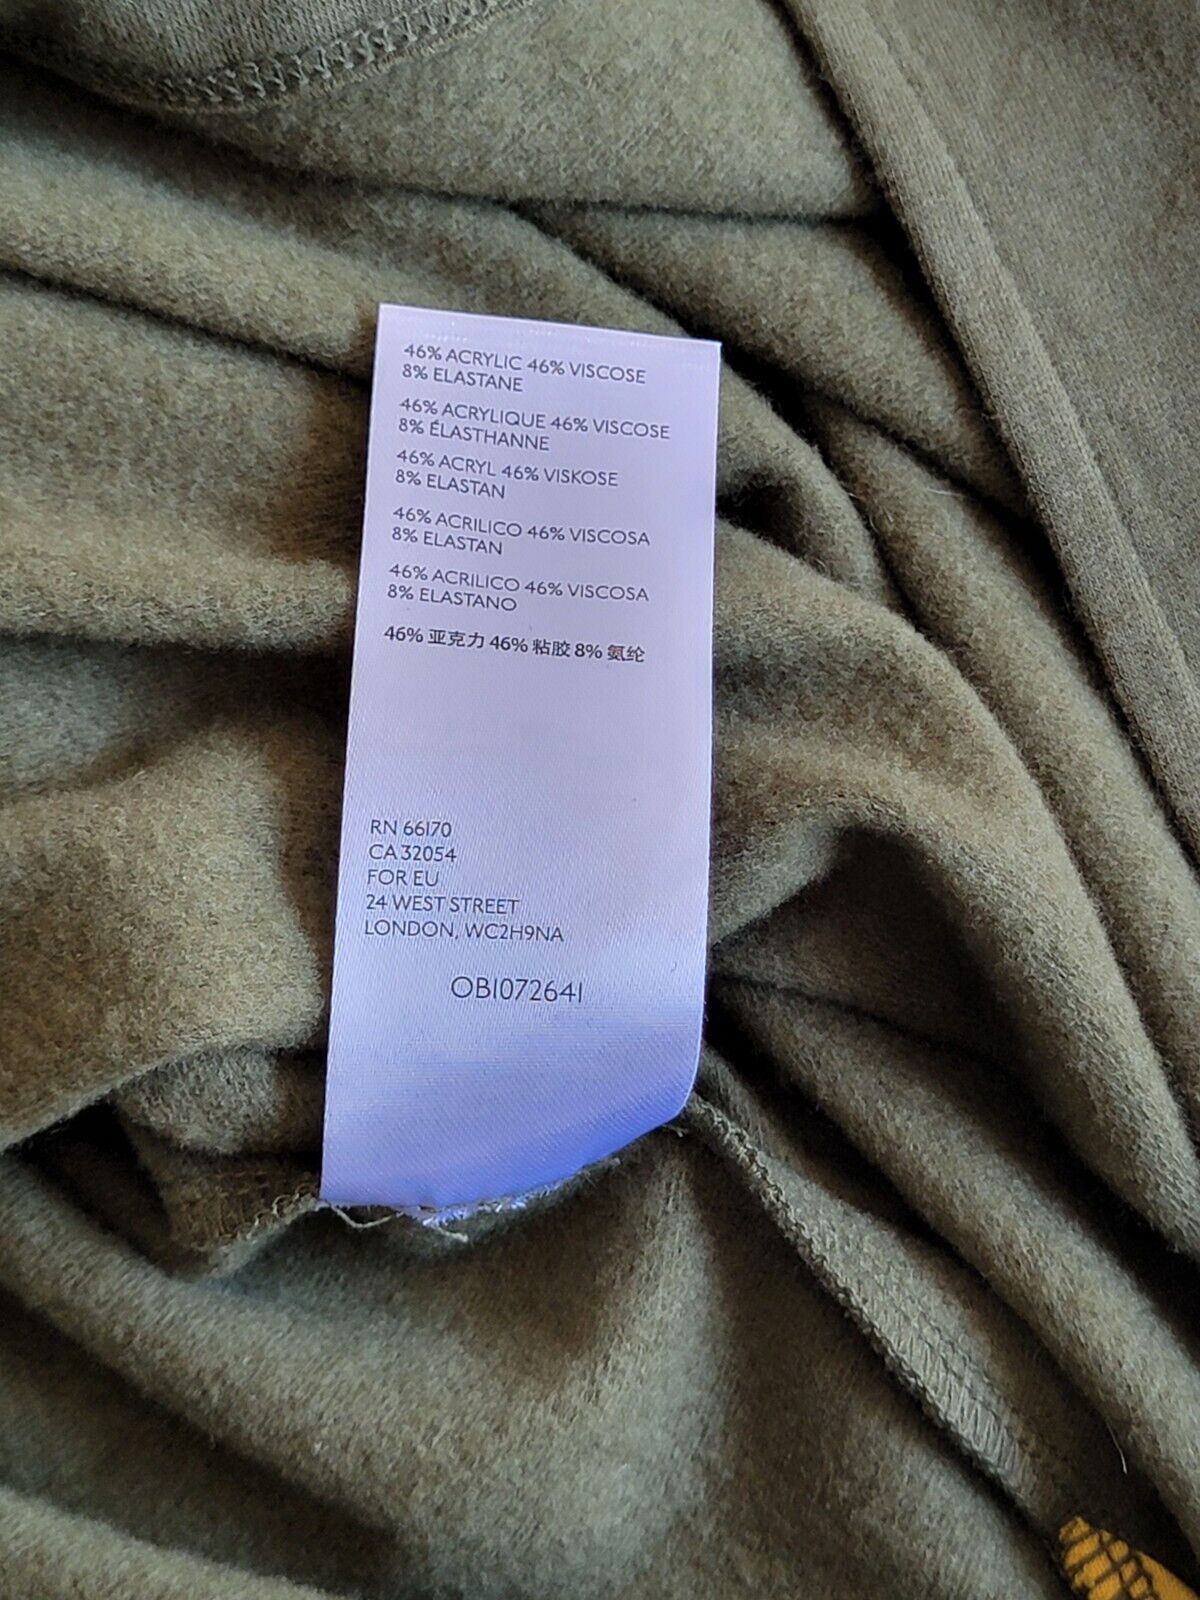 46% ACRYLIC 46% VISCOSE
8% ELASTANE
46% ACRYLIQUE 46% VISCOSE
8% ÉLASTHANNE
46% ACRYL 46% VISKOSE
8% ELASTAN
46% ACRILICO 46% VISCOSA
8% ELASTAN
46% ACRILICO 46% VISCOSA
8% ELASTANO
46% 亚克力 46% 粘胶 8% 氨纶
RN 66170
CA 32054
FOR EU
24 WEST STREET
LONDON, WC2H9NA
OB1072641